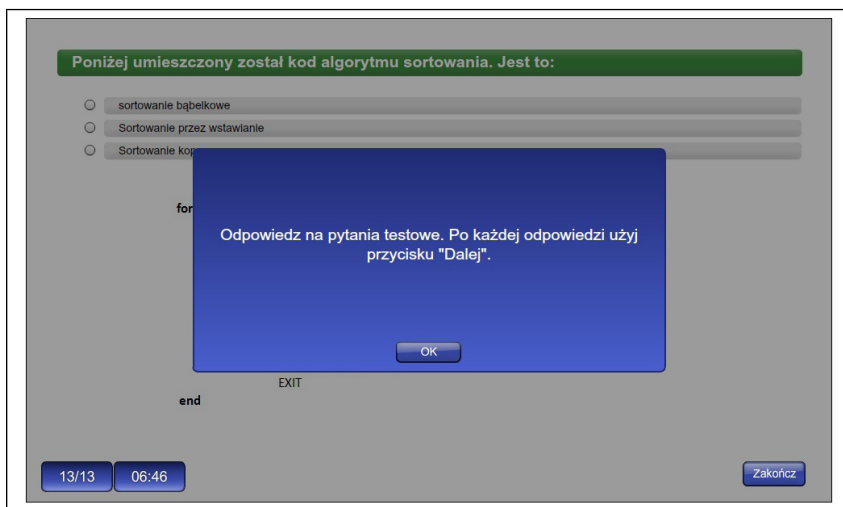 Poniżej umieszczony został kod algorytmu sortowania. Jest to:
sortowanie bąbelkowe
Sortowanie przez wstawianie
Sortowanie
for
Odpowiedz na pytania testowe. Po każdej odpowiedzi użyj
przycisku "Dalej".
OK
EXIT
end
13/13 06:46 Zakończ